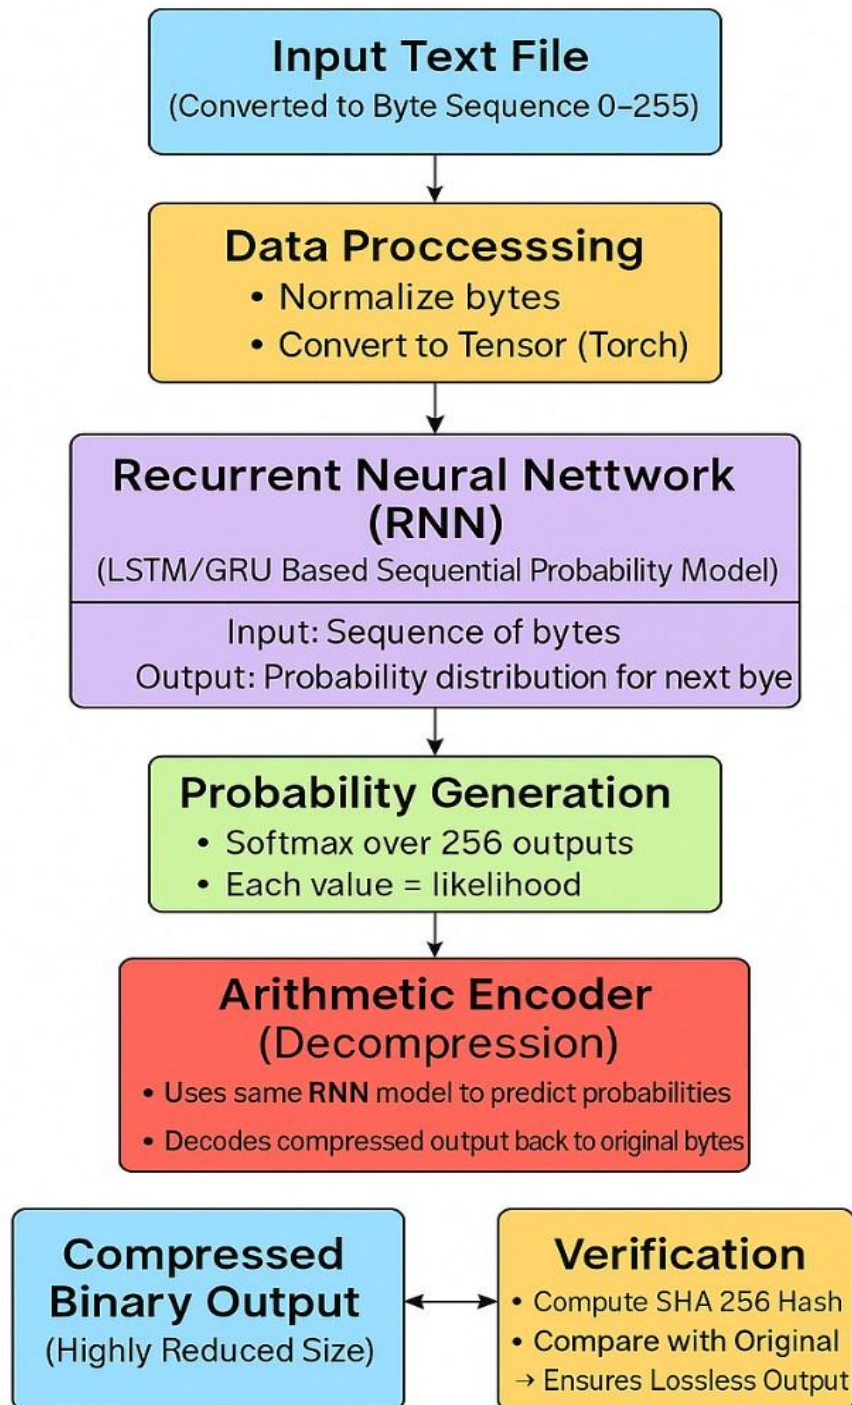 Input Text File
(Converted to Byte Sequence 0–255)
Data Proccesssing
• Normalize bytes
• Convert to Tensor (Torch)
Recurrent Neural Nettwork
(RNN)
(LSTM/GRU Based Sequential Probability Model)
Input: Sequence of bytes
Output: Probability distribution for next bye
Probability Generation
• Softmax over 256 outputs
• Each value = likelihood
Arithmetic Encoder
(Decompression)
• Uses same RNN model to predict probabilities
• Decodes compressed output back to original bytes
Compressed
Binary Output
(Highly Reduced Size)
Verification
• Compute SHA 256 Hash
• Compare with Original
→ Ensures Lossless Output